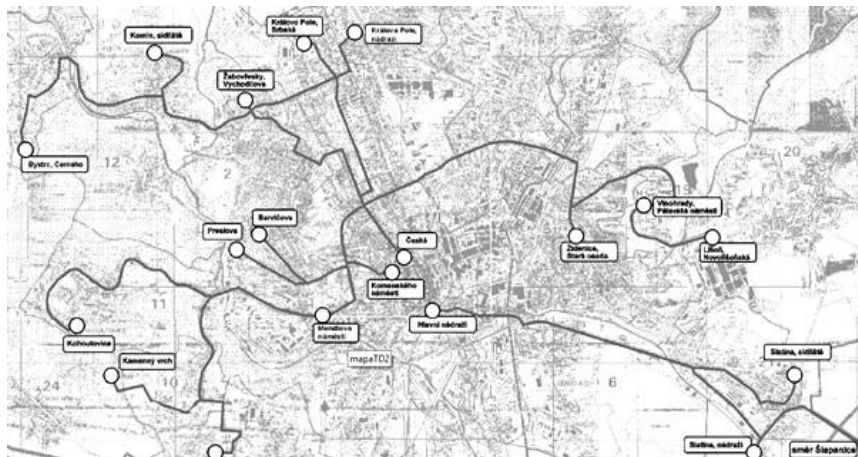 Komín, sídliště
Královo Pole,
Srbská
Královo Pole,
nádraží
Žabovřesky,
Vychodilova
Bystrc, Černého
12
2
20
19
Vinohrady,
Pálavské náměstí
Barvičova
Preslova
Česká
Židenice,
Stará osada
Líšeň,
Novolíšeňská
Komenského
náměstí
11
Mendlovo
náměstí
Hlavní nádraží
Kohoutovice
mapaTD2
Kamenný vrch
Slatina, sídliště
24
10
6
Slatina, nádraží
směr Šlapanice